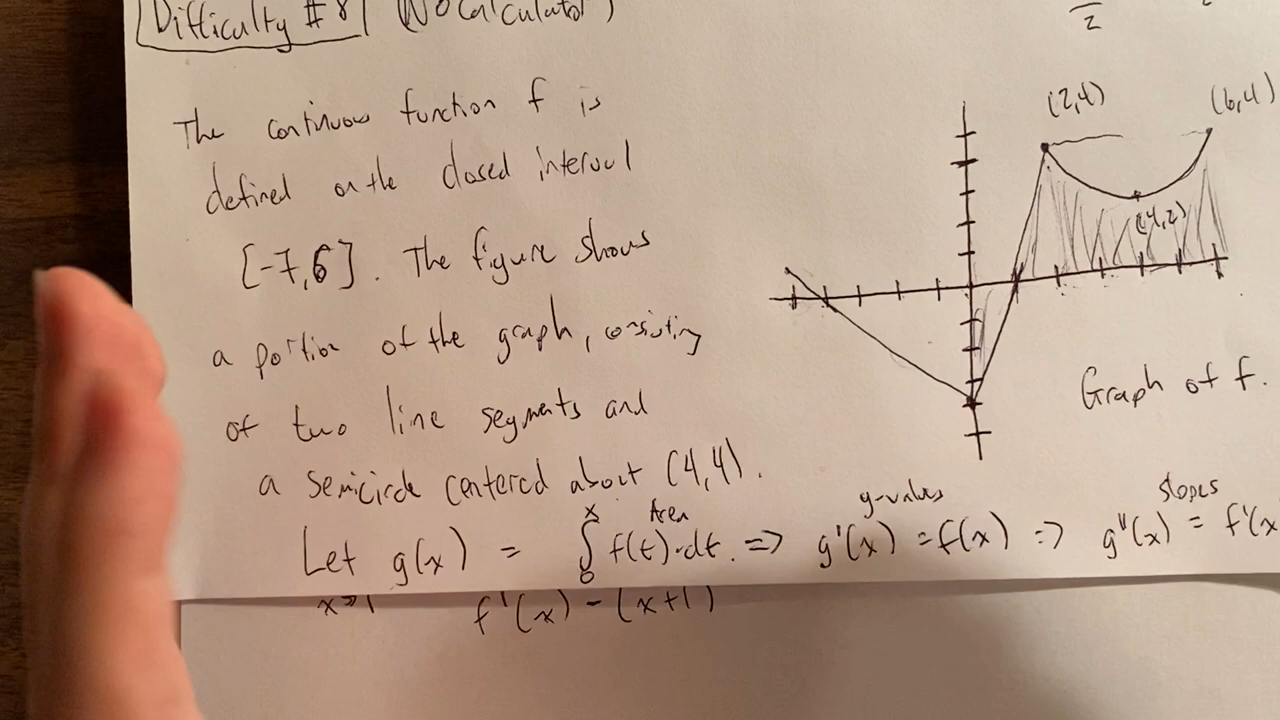 Difficulty #8 (No Calculator)
2
(2,4) (6,4)
The continuous function f is
defined on the closed interval
(4,2)
[-7,6]. The figure shows
a portion of the graph, consisting
of two line segments and
Graph of f.
a semicircle centered about (4,4).
Area y-values slopes
Let g(x) = ∫₀ˣ f(t)·dt. => g'(x) = f(x) => g''(x) = f'(x
f'(x) - (x+1)